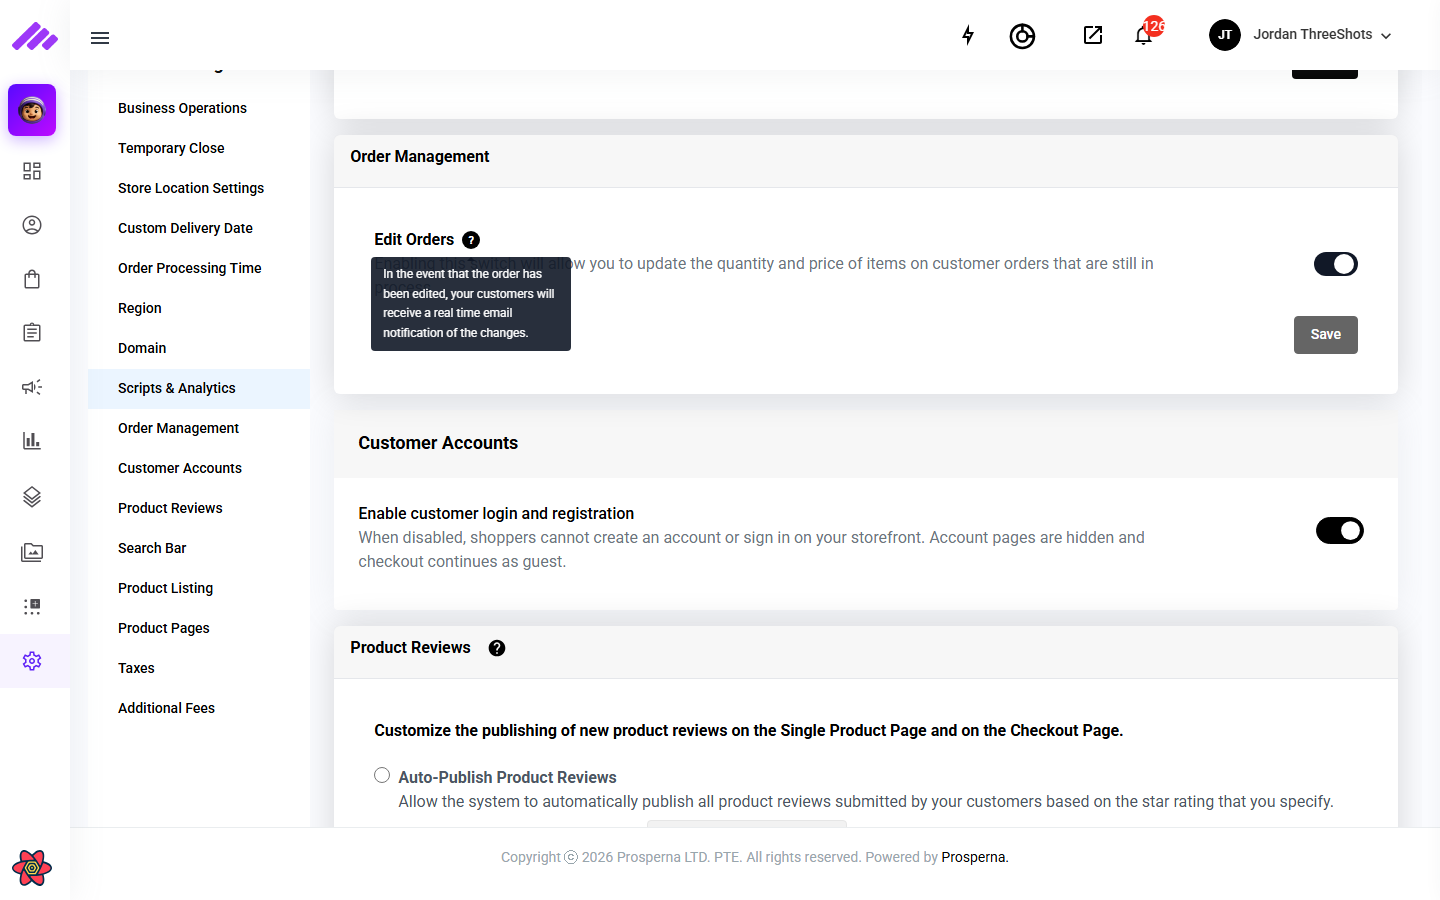 126
JT
Jordan ThreeShots
Business Operations
Temporary Close
Store Location Settings
Custom Delivery Date
Order Processing Time
Region
Domain
Scripts & Analytics
Order Management
Customer Accounts
Product Reviews
Search Bar
Product Listing
Product Pages
Taxes
Additional Fees
Order Management
Edit Orders ?
Enabling this switch will allow you to update the quantity and price of items on customer orders that are still in
In the event that the order has
been edited, your customers will
receive a real time email
notification of the changes.
Save
Customer Accounts
Enable customer login and registration
When disabled, shoppers cannot create an account or sign in on your storefront. Account pages are hidden and
checkout continues as guest.
Product Reviews ?
Customize the publishing of new product reviews on the Single Product Page and on the Checkout Page.
Auto-Publish Product Reviews
Allow the system to automatically publish all product reviews submitted by your customers based on the star rating that you specify.
Copyright © 2026 Prosperna LTD. PTE. All rights reserved. Powered by Prosperna.